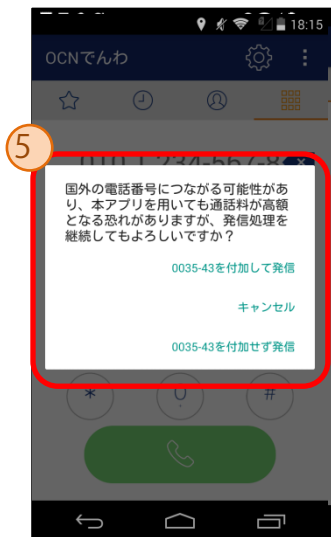 18:15
OCNでんわ
5
国外の電話番号につながる可能性があ
り、本アプリを用いても通話料が高額
となる恐れがありますが、発信処理を
継続してもよろしいですか？
0035-43を付加して発信
キャンセル
0035-43を付加せず発信
* 0 #